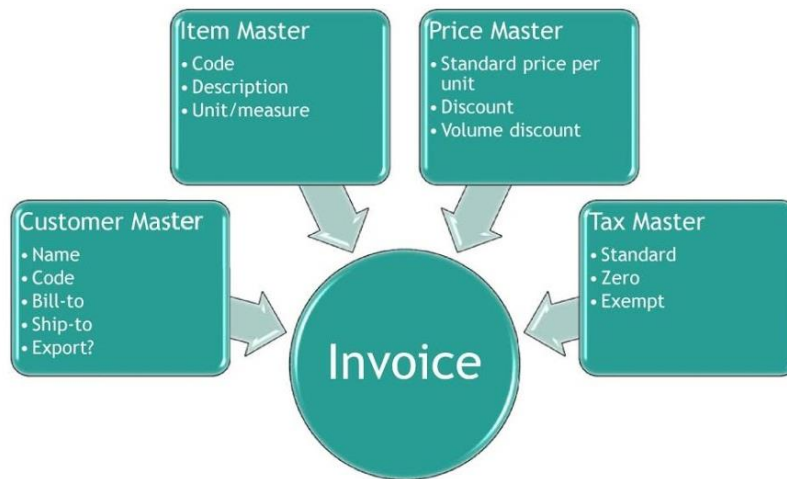 Item Master
• Code
• Description
• Unit/measure
Price Master
• Standard price per
unit
• Discount
• Volume discount
Customer Master
• Name
• Code
• Bill-to
• Ship-to
• Export?
Tax Master
• Standard
• Zero
• Exempt
Invoice